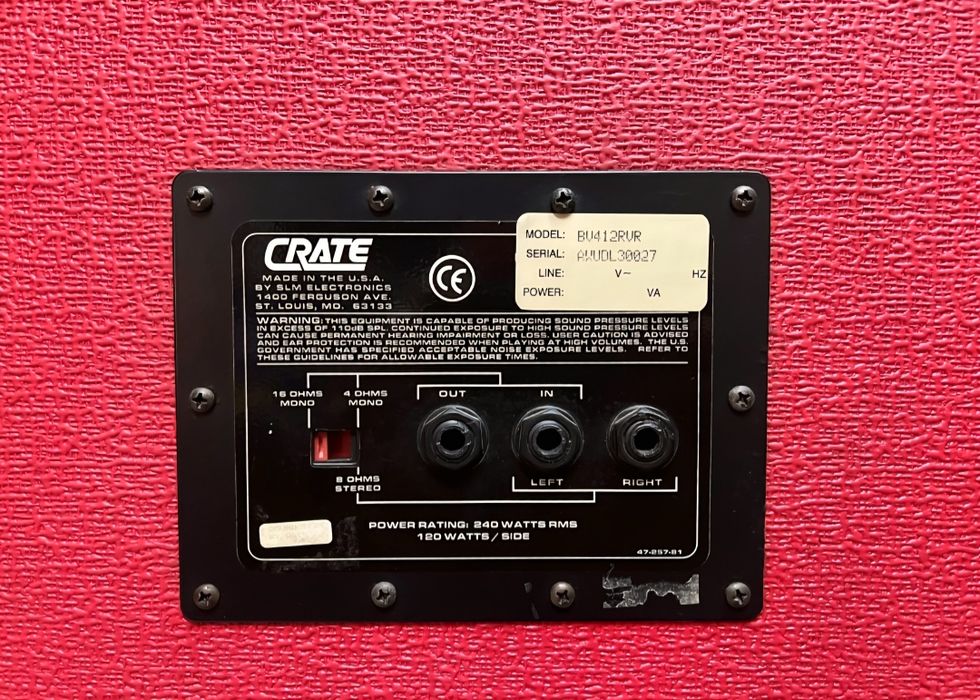 CRATE
MADE IN THE U.S.A.
BY SLM ELECTRONICS
1400 FERGUSON AVE.
ST. LOUIS, MO. 63133
CE
MODEL: BV412RVR
SERIAL: AWUDL30027
LINE: V~ HZ
POWER: VA
WARNING: THIS EQUIPMENT IS CAPABLE OF PRODUCING SOUND PRESSURE LEVELS
IN EXCESS OF 110dB SPL. CONTINUED EXPOSURE TO HIGH SOUND PRESSURE LEVELS
CAN CAUSE PERMANENT HEARING IMPAIRMENT OR LOSS. USER CAUTION IS ADVISED
AND EAR PROTECTION IS RECOMMENDED WHEN PLAYING AT HIGH VOLUMES. THE U.S.
GOVERNMENT HAS SPECIFIED ACCEPTABLE NOISE EXPOSURE LEVELS. REFER TO
THESE GUIDELINES FOR ALLOWABLE EXPOSURE TIMES.
16 OHMS 4 OHMS OUT IN
MONO MONO
8 OHMS LEFT RIGHT
STEREO
POWER RATING: 240 WATTS RMS
120 WATTS / SIDE
47-257-81